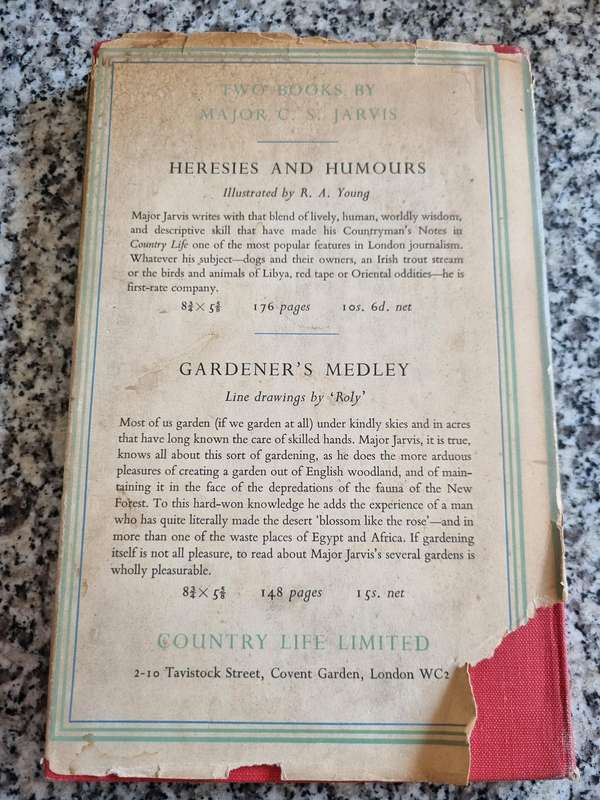 TWO BOOKS BY
MAJOR C. S. JARVIS
HERESIES AND HUMOURS
Illustrated by R. A. Young
Major Jarvis writes with that blend of lively, human, worldly wisdom,
and descriptive skill that have made his Countryman's Notes in
Country Life one of the most popular features in London journalism.
Whatever his subject—dogs and their owners, an Irish trout stream
or the birds and animals of Libya, red tape or Oriental oddities—he is
first-rate company.
8¾ × 5⅝ 176 pages 10s. 6d. net
GARDENER'S MEDLEY
Line drawings by 'Roly'
Most of us garden (if we garden at all) under kindly skies and in acres
that have long known the care of skilled hands. Major Jarvis, it is true,
knows all about this sort of gardening, as he does the more arduous
pleasures of creating a garden out of English woodland, and of main-
taining it in the face of the depredations of the fauna of the New
Forest. To this hard-won knowledge he adds the experience of a man
who has quite literally made the desert 'blossom like the rose'—and in
more than one of the waste places of Egypt and Africa. If gardening
itself is not all pleasure, to read about Major Jarvis's several gardens is
wholly pleasurable.
8¾ × 5⅝ 148 pages 15s. net
COUNTRY LIFE LIMITED
2-10 Tavistock Street, Covent Garden, London WC2